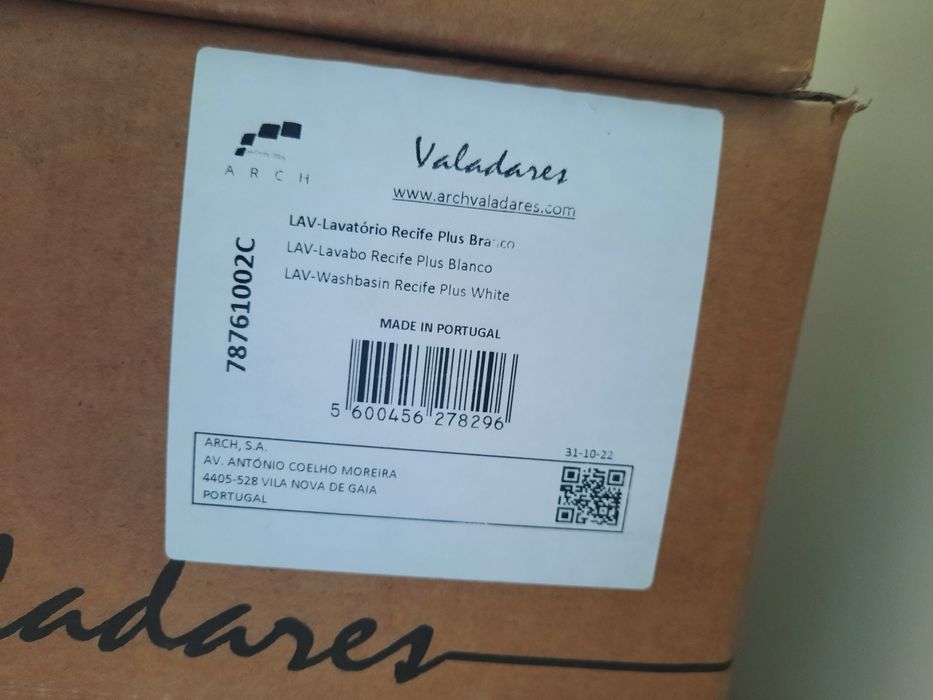 ARCH
Valadares
www.archvaladares.com
LAV-Lavatório Recife Plus Branco
LAV-Lavabo Recife Plus Blanco
LAV-Washbasin Recife Plus White
78761002C
MADE IN PORTUGAL
5 600456 278296
31-10-22
ARCH, S.A.
AV. ANTÓNIO COELHO MOREIRA
4405-528 VILA NOVA DE GAIA
PORTUGAL
ladares